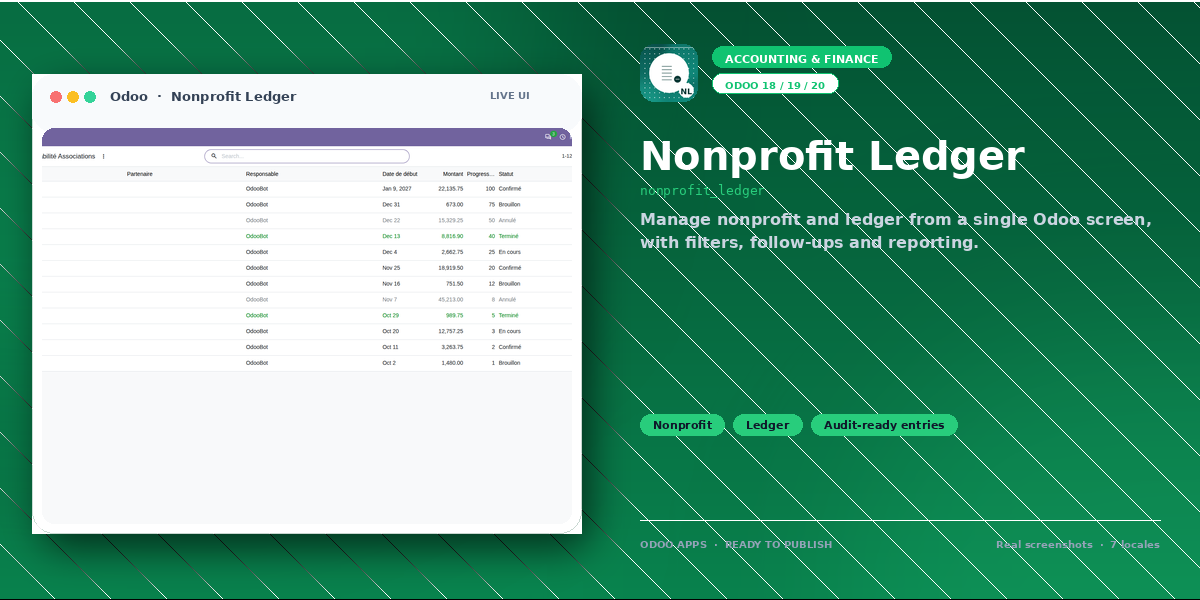 Odoo · Nonprofit Ledger
LIVE UI
bilité Associations
Search...
1-12
Partenaire Responsable Date de début Montant Progress... Statut
OdooBot Jan 9, 2027 22,135.75 100 Confirmé
OdooBot Dec 31 673.00 75 Brouillon
OdooBot Dec 22 15,329.25 50 Annulé
OdooBot Dec 13 8,816.90 40 Terminé
OdooBot Dec 4 2,662.75 25 En cours
OdooBot Nov 25 18,919.50 20 Confirmé
OdooBot Nov 16 751.50 12 Brouillon
OdooBot Nov 7 45,213.00 8 Annulé
OdooBot Oct 29 989.75 5 Terminé
OdooBot Oct 20 12,757.25 3 En cours
OdooBot Oct 11 3,263.75 2 Confirmé
OdooBot Oct 2 1,480.00 1 Brouillon
NL
ACCOUNTING & FINANCE
ODOO 18 / 19 / 20
Nonprofit Ledger
nonprofit_ledger
Manage nonprofit and ledger from a single Odoo screen,
with filters, follow-ups and reporting.
Nonprofit Ledger Audit-ready entries
ODOO APPS · READY TO PUBLISH
Real screenshots · 7 locales